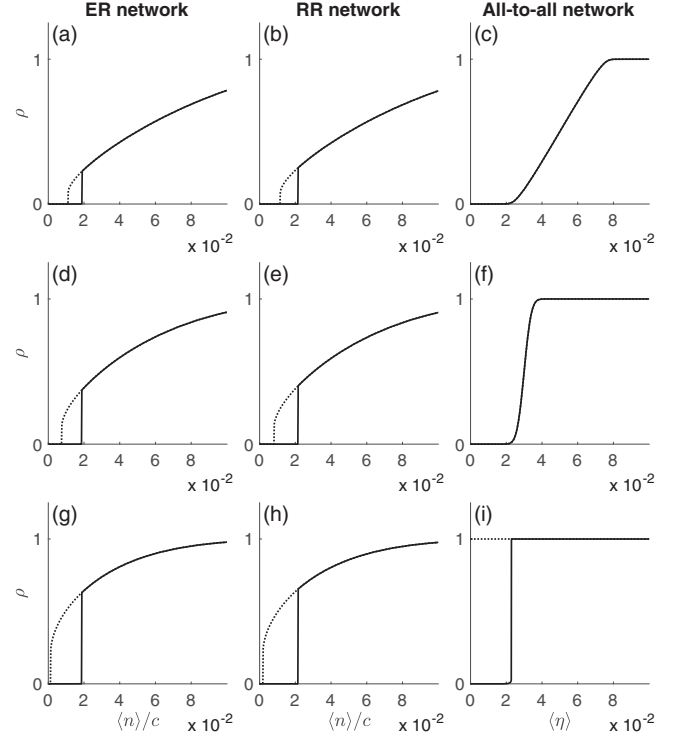 ER network RR network All-to-all network
(a) (b) (c)
1 1 1
ρ
0 0 0
0 2 4 6 8 0 2 4 6 8 0 2 4 6 8
x 10-2 x 10-2 x 10-2
(d) (e) (f)
1 1 1
ρ
0 0 0
0 2 4 6 8 0 2 4 6 8 0 2 4 6 8
x 10-2 x 10-2 x 10-2
(g) (h) (i)
1 1 1
ρ
0 0 0
0 2 4 6 8 0 2 4 6 8 0 2 4 6 8
⟨n⟩/c x 10-2 ⟨n⟩/c x 10-2 ⟨η⟩ x 10-2